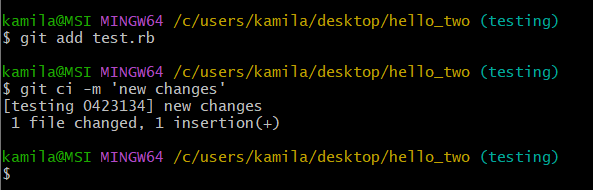 kamila@MSI MINGW64 /c/users/kamila/desktop/hello_two (testing)
$ git add test.rb
kamila@MSI MINGW64 /c/users/kamila/desktop/hello_two (testing)
$ git ci -m 'new changes'
[testing 0423134] new changes
 1 file changed, 1 insertion(+)
kamila@MSI MINGW64 /c/users/kamila/desktop/hello_two (testing)
$